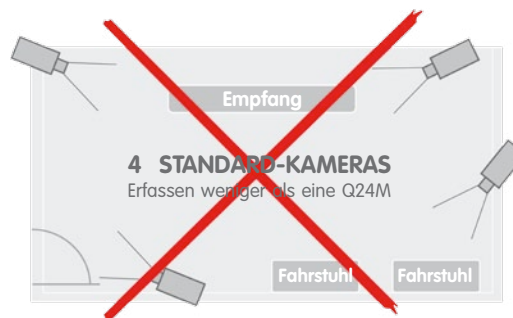 Empfang
4 STANDARD-KAMERAS
Erfassen weniger als eine Q24M
Fahrstuhl Fahrstuhl